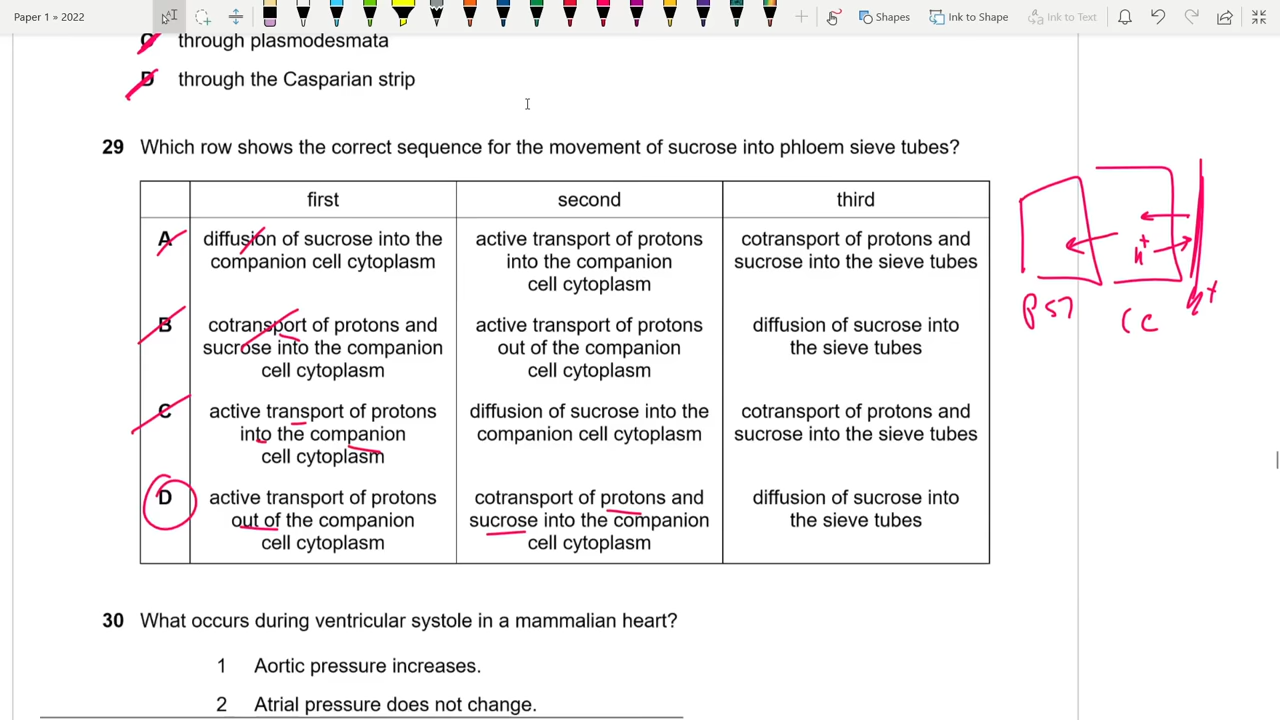 Paper 1 » 2022
Shapes
Ink to Shape
Ink to Text
C through plasmodesmata
D through the Casparian strip
29 Which row shows the correct sequence for the movement of sucrose into phloem sieve tubes?
first second third
A diffusion of sucrose into the companion cell cytoplasm
active transport of protons into the companion cell cytoplasm
cotransport of protons and sucrose into the sieve tubes
B cotransport of protons and sucrose into the companion cell cytoplasm
active transport of protons out of the companion cell cytoplasm
diffusion of sucrose into the sieve tubes
C active transport of protons into the companion cell cytoplasm
diffusion of sucrose into the companion cell cytoplasm
cotransport of protons and sucrose into the sieve tubes
D active transport of protons out of the companion cell cytoplasm
cotransport of protons and sucrose into the companion cell cytoplasm
diffusion of sucrose into the sieve tubes
H+
H+
PST
CC
30 What occurs during ventricular systole in a mammalian heart?
1 Aortic pressure increases.
2 Atrial pressure does not change.